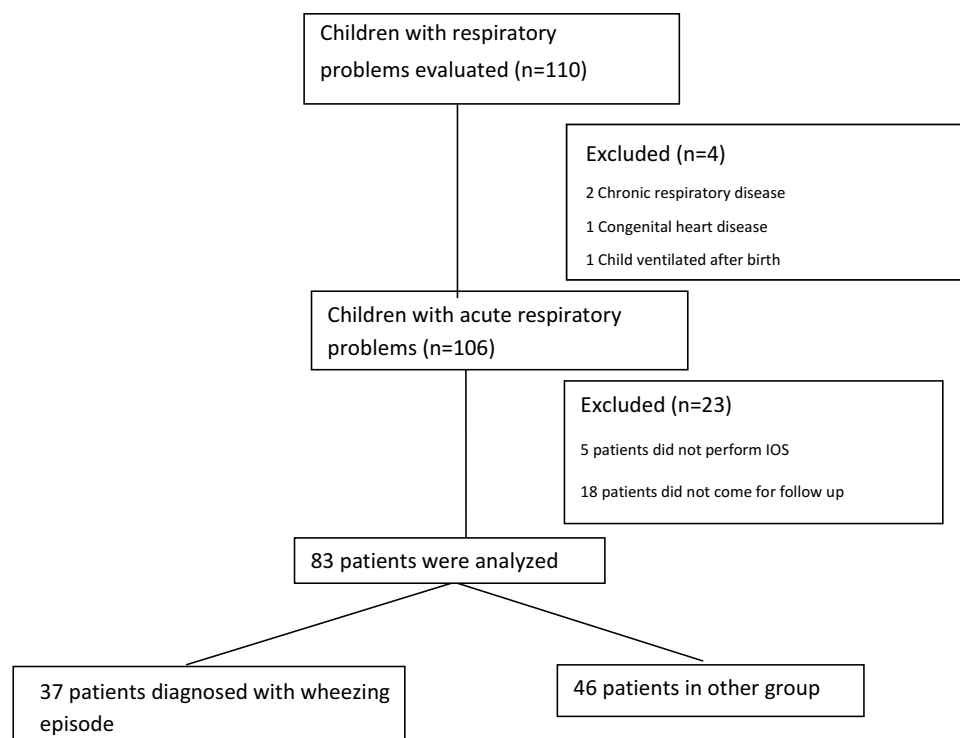 Children with respiratory
problems evaluated (n=110)
Excluded (n=4)
2 Chronic respiratory disease
1 Congenital heart disease
1 Child ventilated after birth
Children with acute respiratory
problems (n=106)
Excluded (n=23)
5 patients did not perform IOS
18 patients did not come for follow up
83 patients were analyzed
37 patients diagnosed with wheezing
episode
46 patients in other group